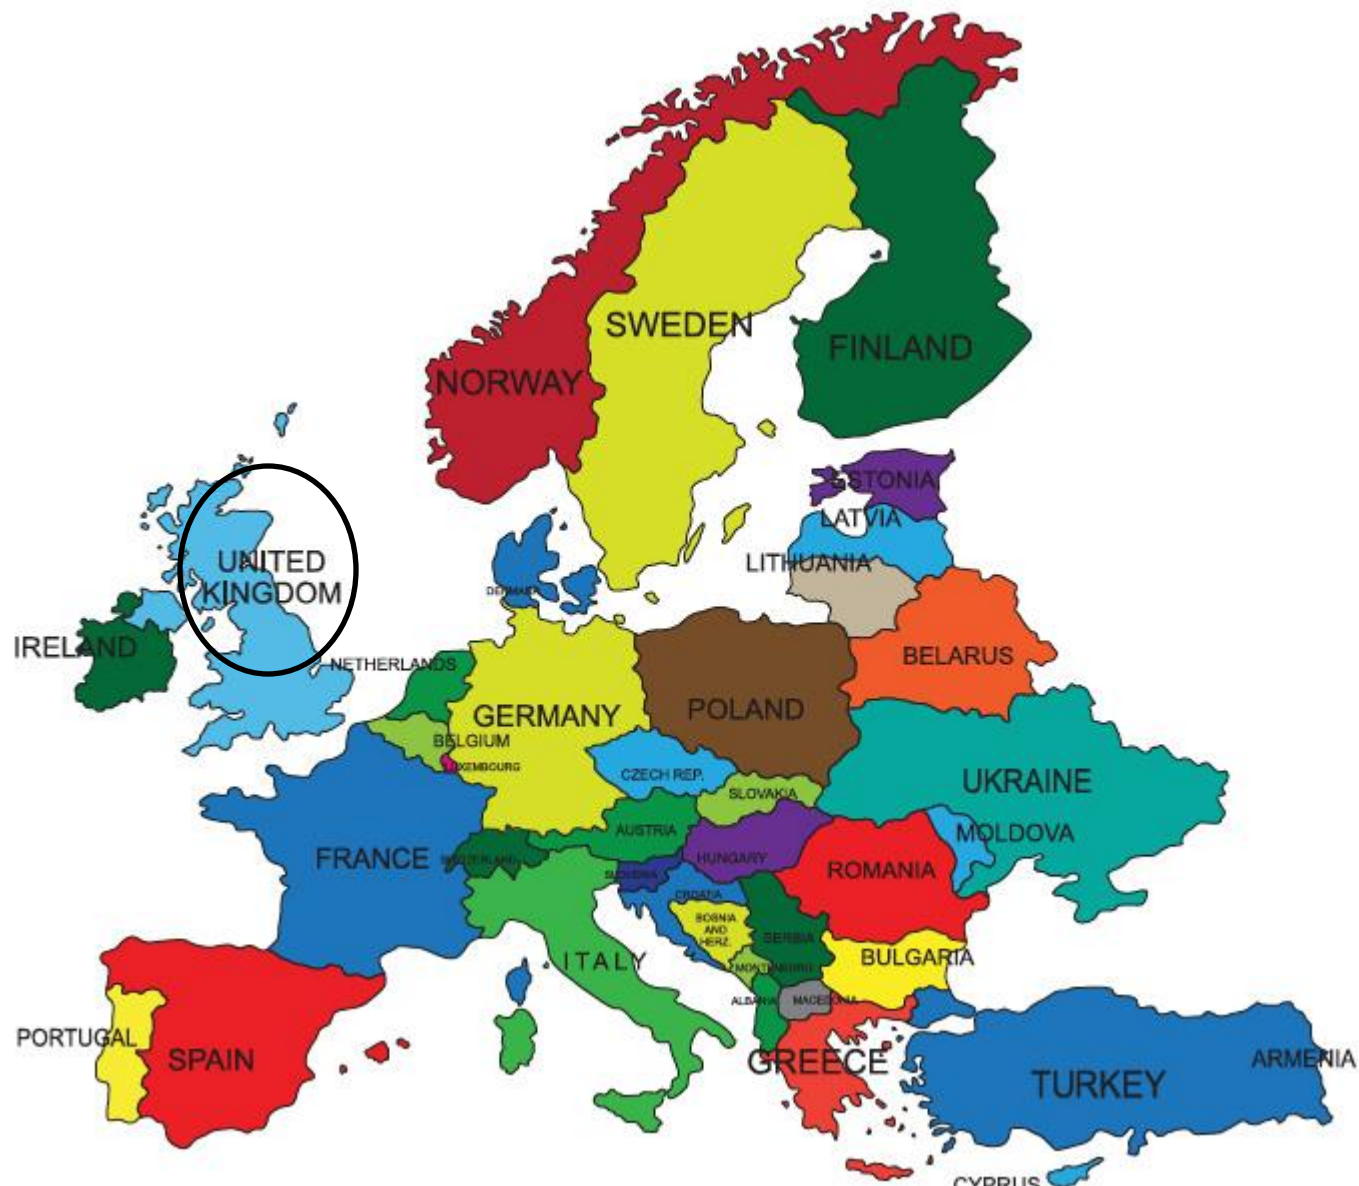 SWEDEN
FINLAND
NORWAY
ESTONIA
LATVIA
UNITED
KINGDOM
LITHUANIA
DENMARK
IRELAND
BELARUS
NETHERLANDS
GERMANY
POLAND
BELGIUM
LUXEMBOURG
CZECH REP.
UKRAINE
SLOVAKIA
AUSTRIA
MOLDOVA
FRANCE
SWITZERLAND
HUNGARY
ROMANIA
SLOVENIA
CROATIA
BOSNIA
AND
HERZ.
SERBIA
ITALY
BULGARIA
MONTENEGRO
ALBANIA
MACEDONIA
PORTUGAL
SPAIN
GREECE
ARMENIA
TURKEY
CYPRUS